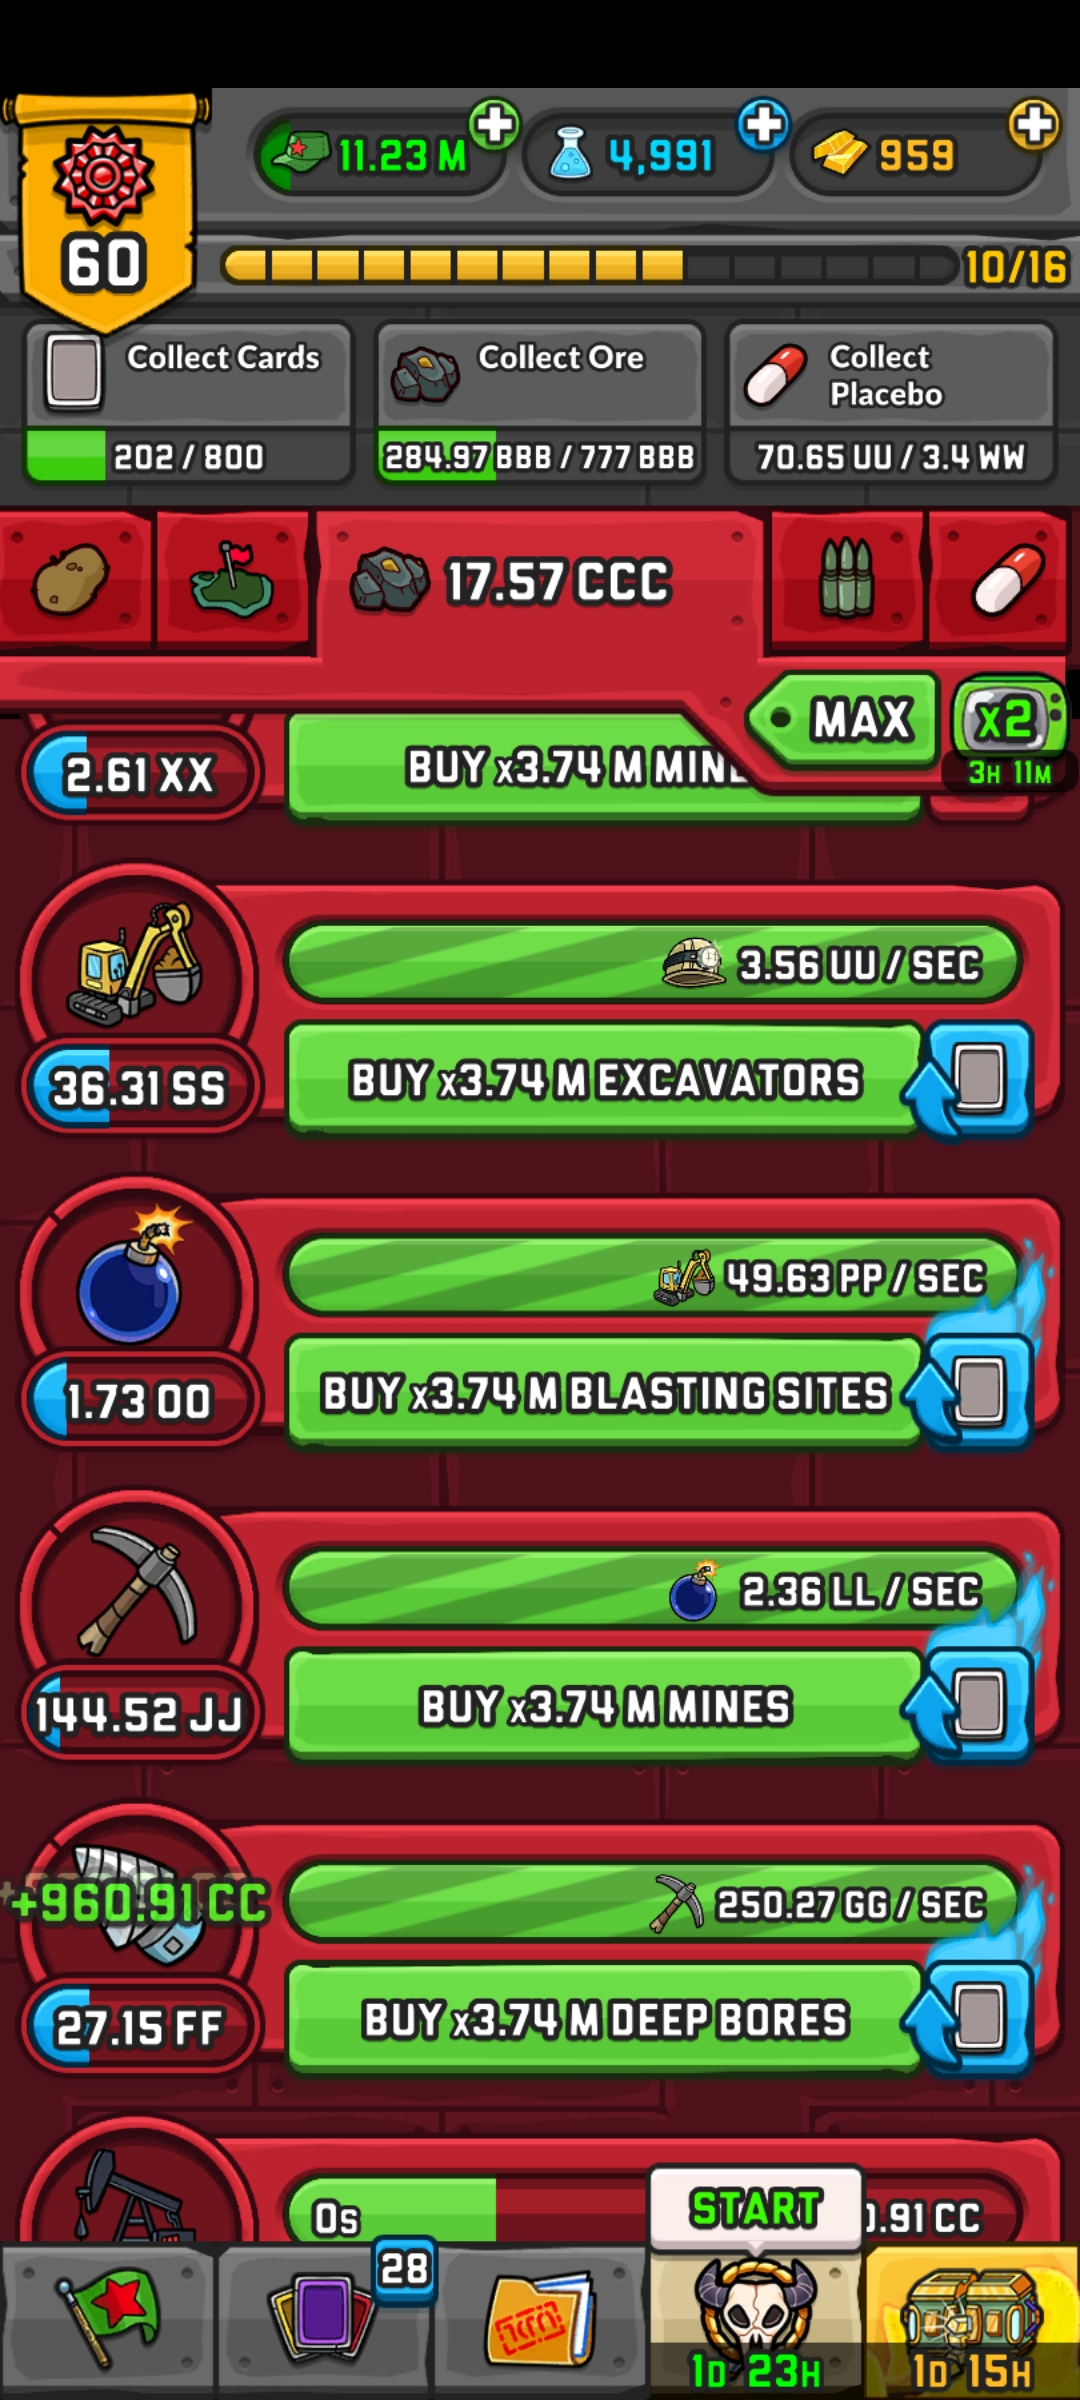 11.23 M
4,991
959
60
10/16
Collect Cards
202 / 800
Collect Ore
284.97 BBB / 777 BBB
Collect
Placebo
70.65 UU / 3.4 WW
17.57 CCC
MAX
x2
3H 11M
2.61 XX
BUY x3.74 M
3.56 UU / SEC
36.31 SS
BUY x3.74 M EXCAVATORS
49.63 PP / SEC
1.73 OO
BUY x3.74 M BLASTING SITES
2.36 LL / SEC
144.52 JJ
BUY x3.74 M MINES
+960.91 CC
250.27 GG / SEC
27.15 FF
BUY x3.74 M DEEP BORES
0s
START
0.91 CC
28
1D 23H
1D 15H